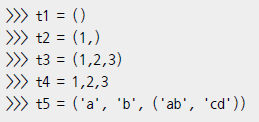 >>> t1 = ()
>>> t2 = (1,)
>>> t3 = (1,2,3)
>>> t4 = 1,2,3
>>> t5 = ('a', 'b', ('ab', 'cd'))